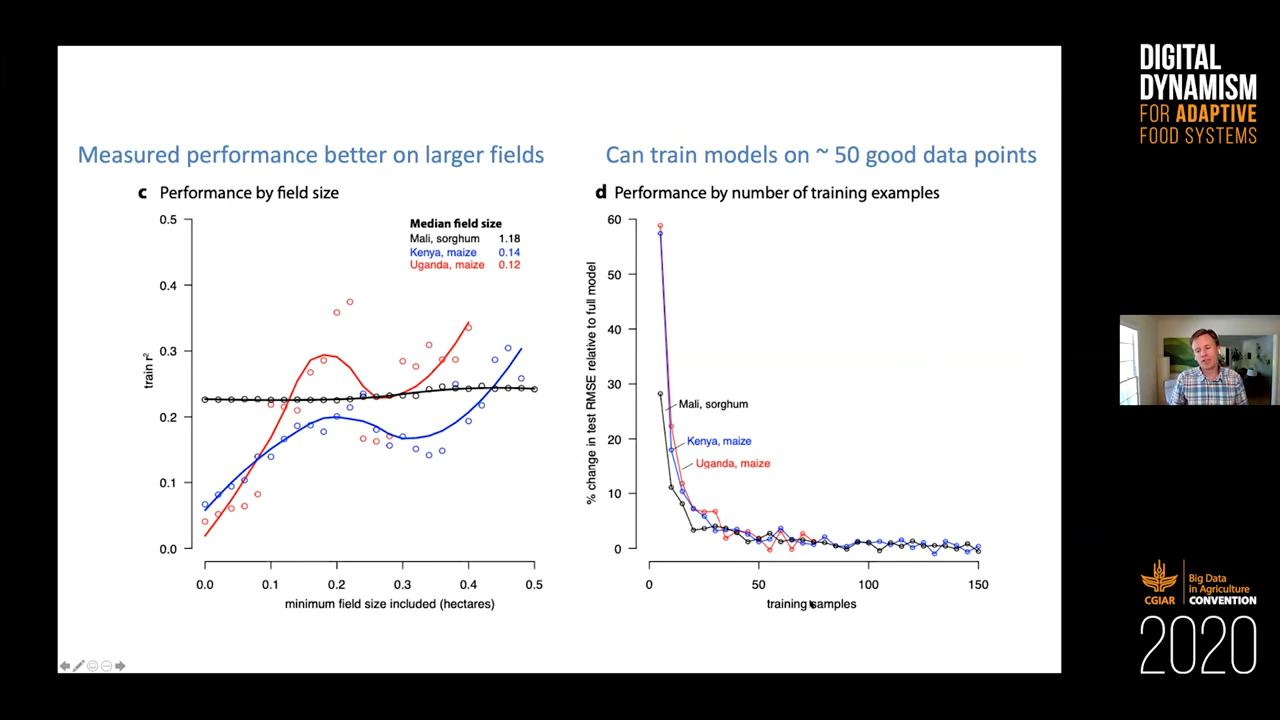 Measured performance better on larger fields
Can train models on ~ 50 good data points
c Performance by field size
d Performance by number of training examples
Median field size
Mali, sorghum 1.18
Kenya, maize 0.14
Uganda, maize 0.12
0.5
0.4
0.3
0.2
0.1
0.0
train r²
0.0 0.1 0.2 0.3 0.4 0.5
minimum field size included (hectares)
60
50
40
30
20
10
0
% change in test RMSE relative to full model
Mali, sorghum
Kenya, maize
Uganda, maize
0 50 100 150
training samples
DIGITAL
DYNAMISM
FOR ADAPTIVE
FOOD SYSTEMS
CGIAR
Big Data
in Agriculture
CONVENTION
2020